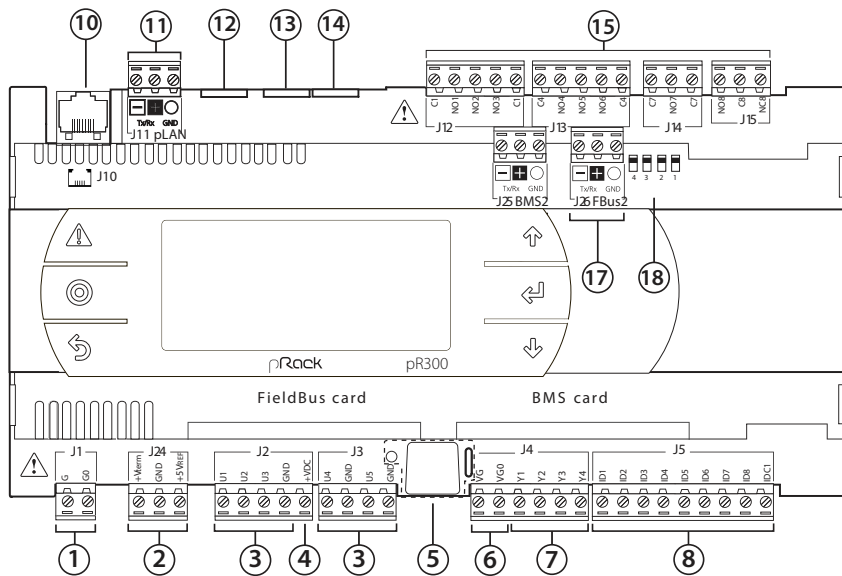 10 11 12 13 14 15
C1 NO1 NO2 NO3 C1 C4 NO4 NO5 NO6 C4 C7 NO7 C7 NO8 C8 NC8
Tx/Rx GND
J11 pLAN
J12 J13 J14 J15
J10
Tx/Rx GND Tx/Rx GND
4 3 2 1
J25 BMS2 J26 FBus2
17 18
pRack pR300
FieldBus card BMS card
J1 J24 J2 J3 J4 J5
G G0 +Vterm GND +5VREF U1 U2 U3 GND +VDC U4 GND U5 GND VG VG0 Y1 Y2 Y3 Y4 ID1 ID2 ID3 ID4 ID5 ID6 ID7 ID8 IDC1
1 2 3 4 3 5 6 7 8